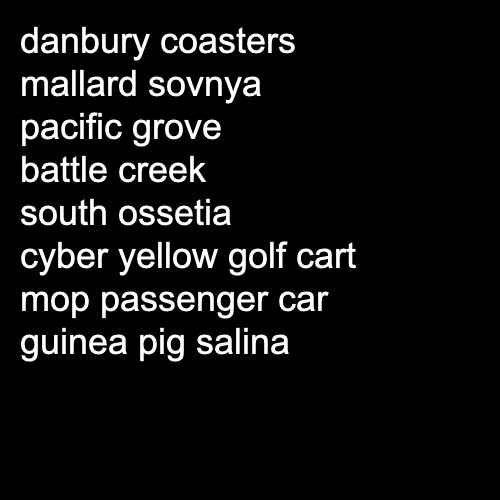 danbury coasters
mallard sovnya
pacific grove
battle creek
south ossetia
cyber yellow golf cart
mop passenger car
guinea pig salina